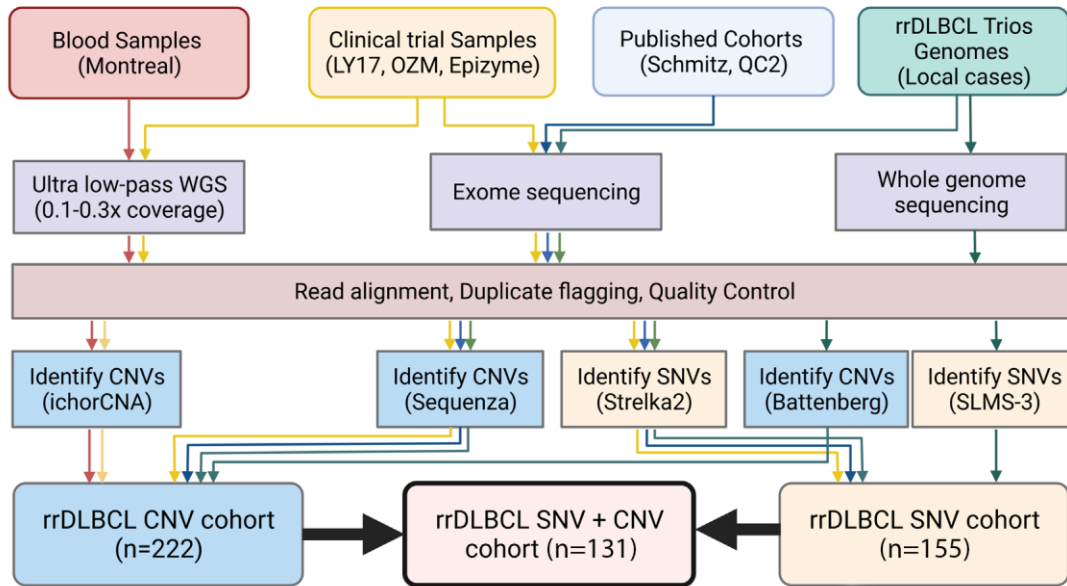 Blood Samples
(Montreal)
Clinical trial Samples
(LY17, OZM, Epizyme)
Published Cohorts
(Schmitz, QC2)
rrDLBCL Trios
Genomes
(Local cases)
Ultra low-pass WGS
(0.1-0.3x coverage)
Exome sequencing
Whole genome
sequencing
Read alignment, Duplicate flagging, Quality Control
Identify CNVs
(ichorCNA)
Identify CNVs
(Sequenza)
Identify SNVs
(Strelka2)
Identify CNVs
(Battenberg)
Identify SNVs
(SLMS-3)
rrDLBCL CNV cohort
(n=222)
rrDLBCL SNV + CNV
cohort (n=131)
rrDLBCL SNV cohort
(n=155)